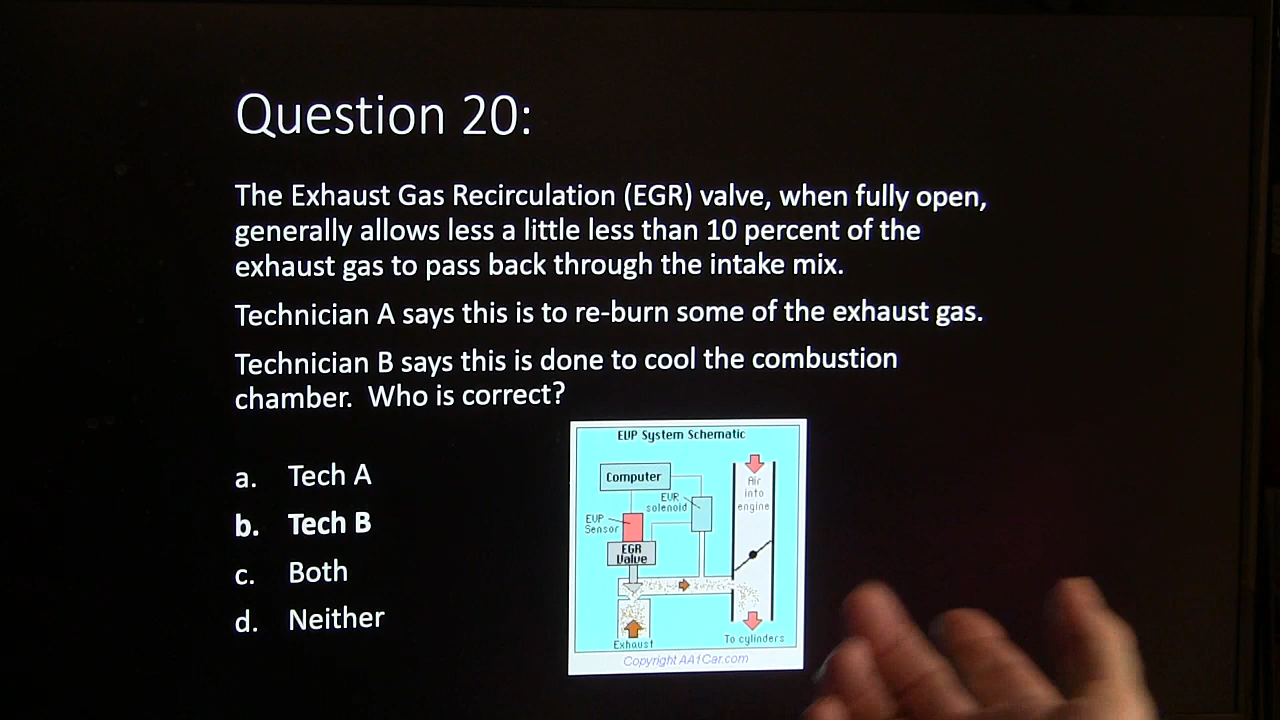 Question 20:
The Exhaust Gas Recirculation (EGR) valve, when fully open,
generally allows less a little less than 10 percent of the
exhaust gas to pass back through the intake mix.
Technician A says this is to re-burn some of the exhaust gas.
Technician B says this is done to cool the combustion
chamber. Who is correct?
a. Tech A
b. Tech B
c. Both
d. Neither
EVP System Schematic
Computer
EVR
solenoid
EVP
Sensor
EGR
Valve
Air
into
engine
Exhaust
To cylinders
Copyright AA1Car.com